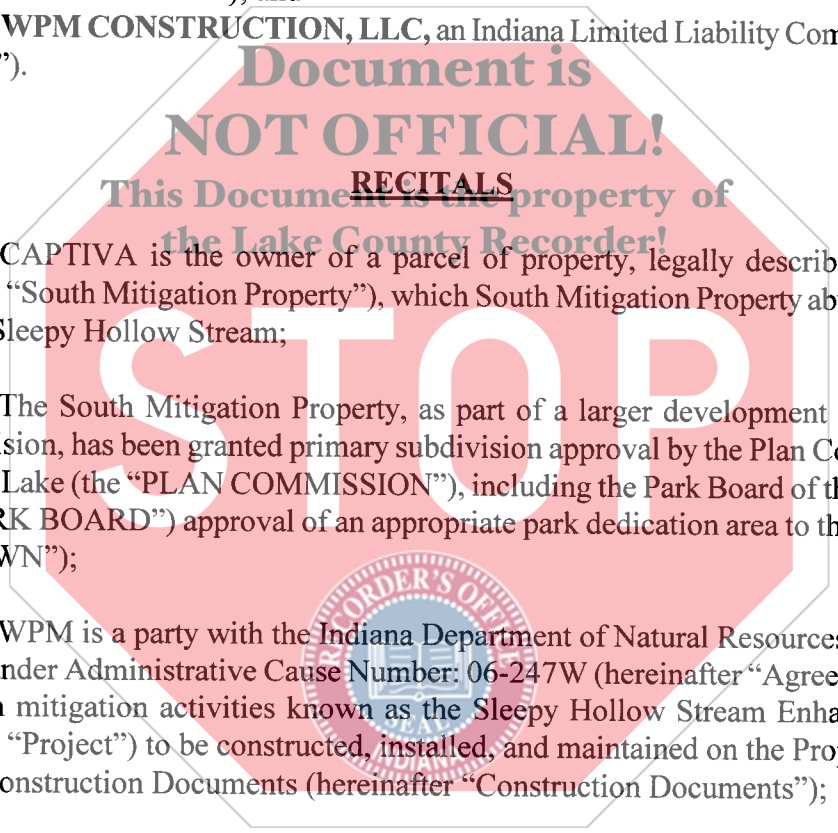 ), and
WPM CONSTRUCTION, LLC, an Indiana Limited Liability Com
”).
Document is
NOT OFFICIAL!
RECITALS
This Document is the property of
the Lake County Recorder!
CAPTIVA is the owner of a parcel of property, legally describ
“South Mitigation Property”), which South Mitigation Property ab
Sleepy Hollow Stream;
STOP
The South Mitigation Property, as part of a larger development
ision, has been granted primary subdivision approval by the Plan Co
Lake (the “PLAN COMMISSION”), including the Park Board of th
RK BOARD”) approval of an appropriate park dedication area to th
WN”);
RECORDER'S OFFICE
WPM is a party with the Indiana Department of Natural Resources
nder Administrative Cause Number: 06-247W (hereinafter “Agree
mitigation activities known as the Sleepy Hollow Stream Enha
“Project”) to be constructed, installed, and maintained on the Pro
SEAL
INDIANA
onstruction Documents (hereinafter “Construction Documents”);